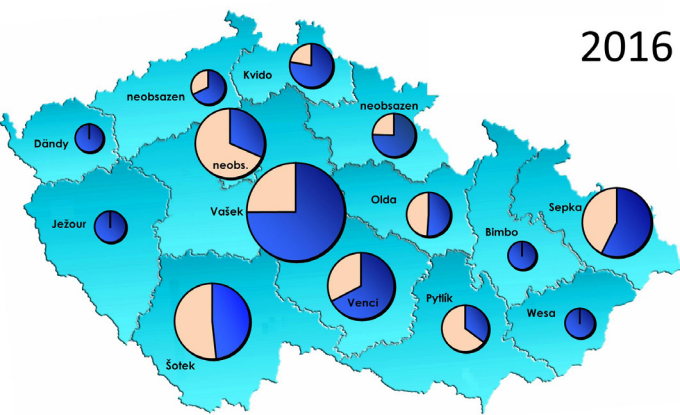 2016
Kvido
neobsazen
neobsazen
Dändy
neobs.
Vašek
Olda
Sepka
Ježour
Bimbo
Venci
Pytlík
Wesa
Šotek